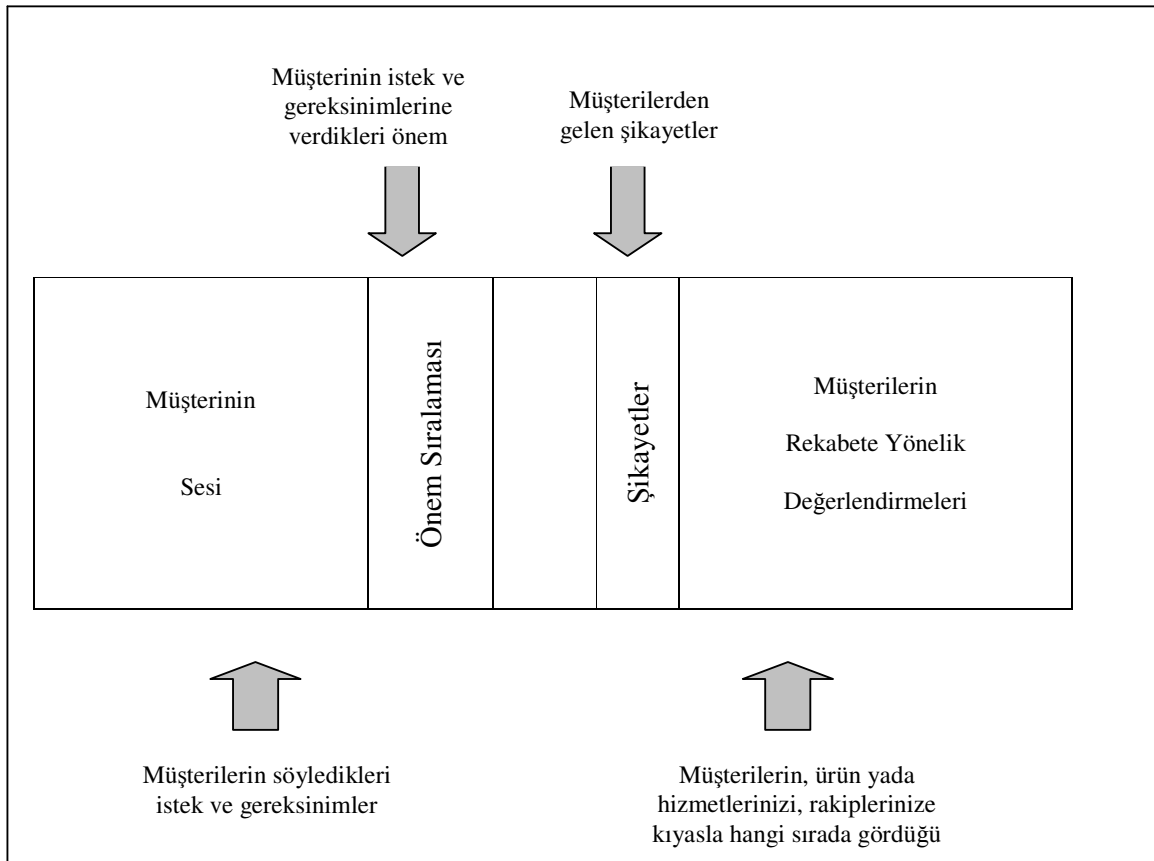 Müşterinin istek ve
gereksinimlerine
verdikleri önem
Müşterilerden
gelen şikayetler
Müşterinin
Sesi
Önem Sıralaması
Şikayetler
Müşterilerin
Rekabete Yönelik
Değerlendirmeleri
Müşterilerin söyledikleri
istek ve gereksinimler
Müşterilerin, ürün yada
hizmetlerinizi, rakiplerinize
kıyasla hangi sırada gördüğü